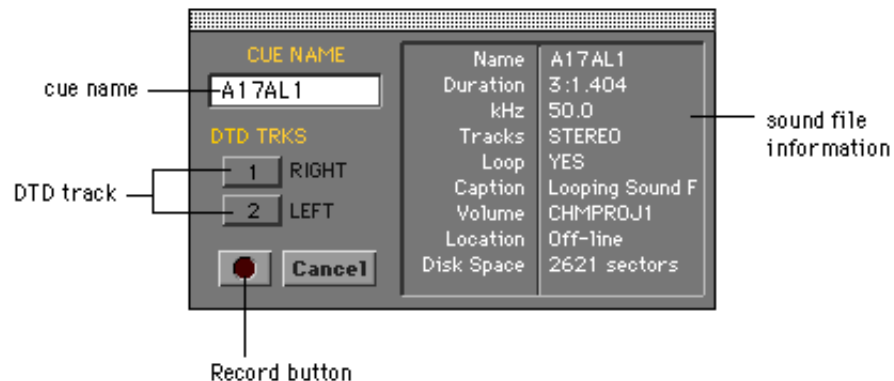 CUE NAME
A17AL1
DTD TRKS
1 RIGHT
2 LEFT
Cancel
Name A17AL1
Duration 3:1.404
kHz 50.0
Tracks STEREO
Loop YES
Caption Looping Sound F
Volume CHMPROJ1
Location Off-line
Disk Space 2621 sectors
cue name
DTD track
Record button
sound file
information